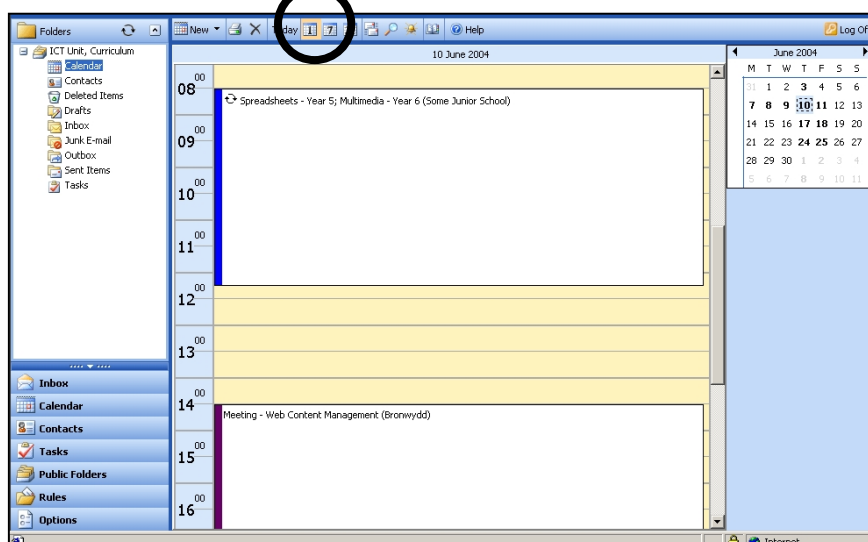 Folders
New
Today 1 7 31
Help
Log Of
ICT Unit, Curriculum
Calendar
Contacts
Deleted Items
Drafts
Inbox
Junk E-mail
Outbox
Sent Items
Tasks
Inbox
Calendar
Contacts
Tasks
Public Folders
Rules
Options
10 June 2004
08 00
Spreadsheets - Year 5; Multimedia - Year 6 (Some Junior School)
09 00
10 00
11 00
12 00
13 00
14 00
Meeting - Web Content Management (Bronwydd)
15 00
16 00
June 2004
M T W T F S S
31 1 2 3 4 5 6
7 8 9 10 11 12 13
14 15 16 17 18 19 20
21 22 23 24 25 26 27
28 29 30 1 2 3 4
5 6 7 8 9 10 11
Internet